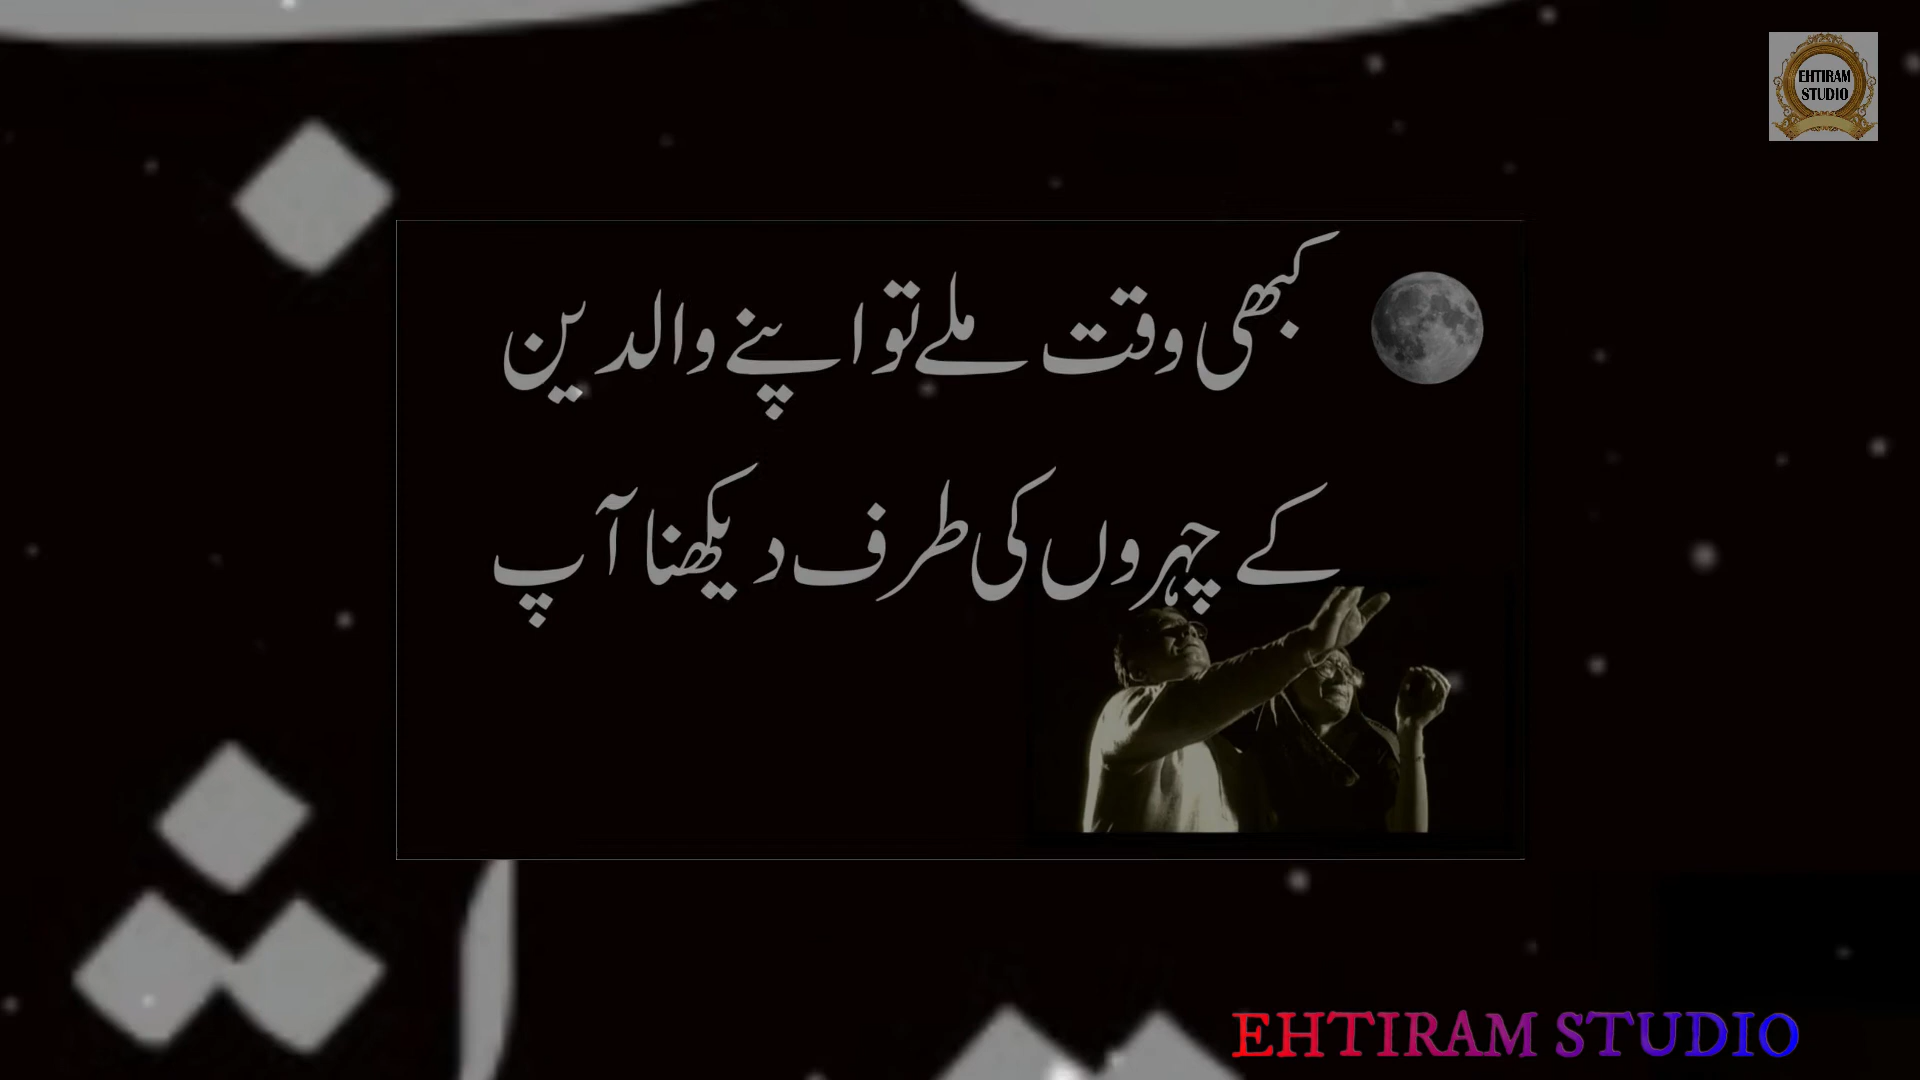 EHTIRAM
STUDIO
کبھی وقت ملے تو اپنے والدین
کے چہروں کی طرف دیکھنا آپ
EHTIRAM STUDIO